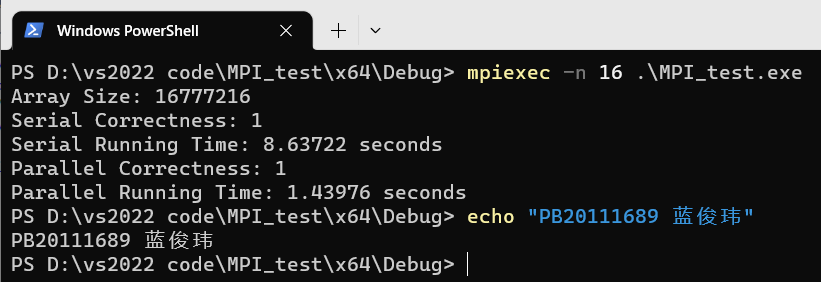 Windows PowerShell
PS D:\vs2022 code\MPI_test\x64\Debug> mpiexec -n 16 .\MPI_test.exe
Array Size: 16777216
Serial Correctness: 1
Serial Running Time: 8.63722 seconds
Parallel Correctness: 1
Parallel Running Time: 1.43976 seconds
PS D:\vs2022 code\MPI_test\x64\Debug> echo "PB20111689 蓝俊玮"
PB20111689 蓝俊玮
PS D:\vs2022 code\MPI_test\x64\Debug>